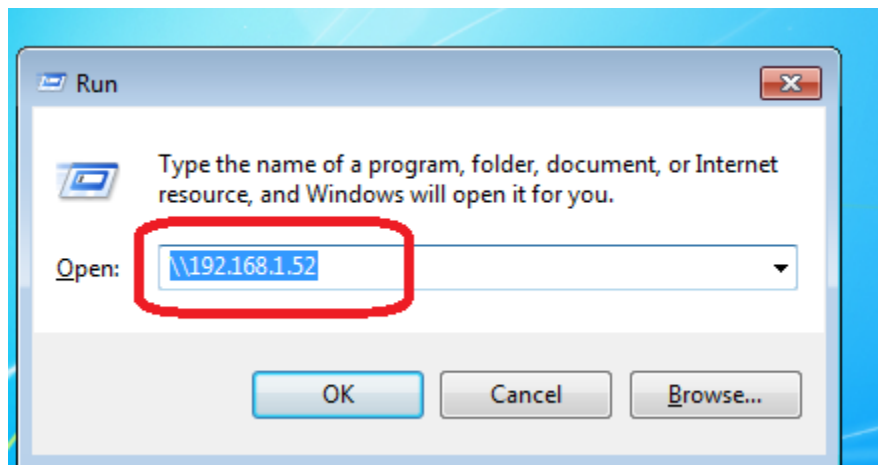 Run
Type the name of a program, folder, document, or Internet
resource, and Windows will open it for you.
Open: \\192.168.1.52
OK Cancel Browse...